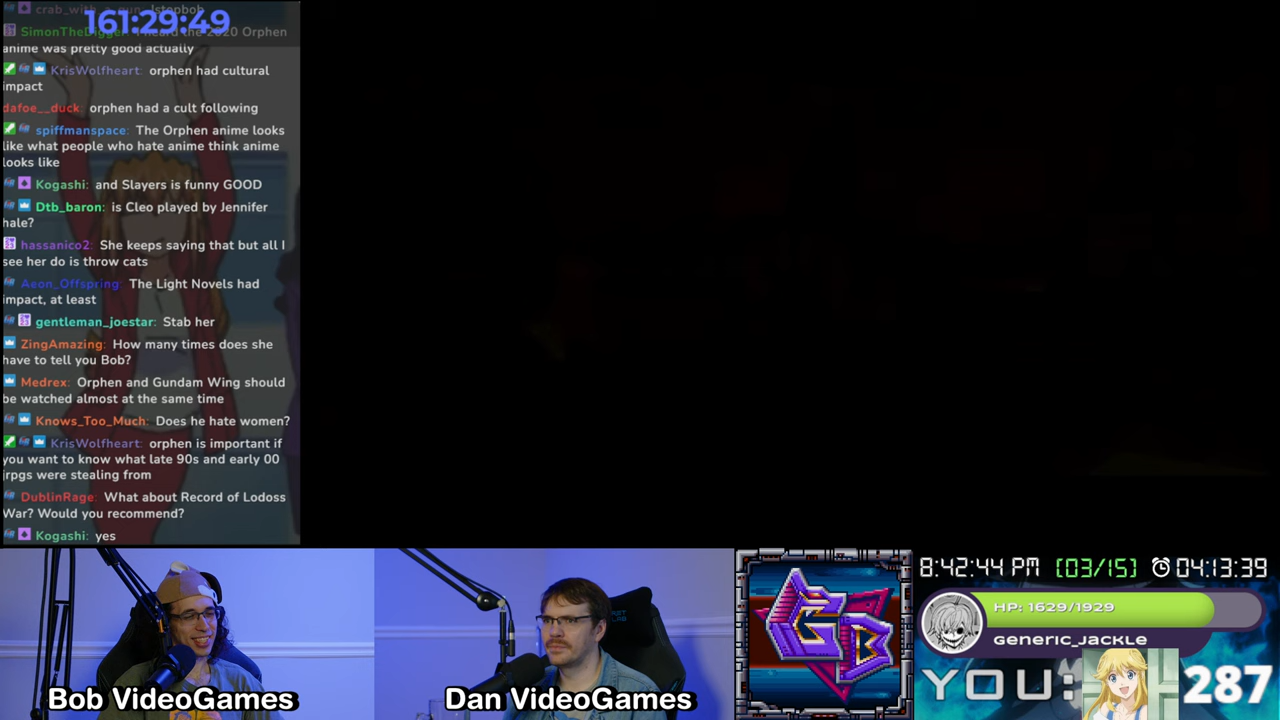 crab_with_a_gun: !stopbob
161:29:49
SimonTheDigger: I heard the 2020 Orphen
anime was pretty good actually
KrisWolfheart: orphen had cultural
impact
dafoe__duck: orphen had a cult following
spiffmanspace: The Orphen anime looks
like what people who hate anime think anime
looks like
Kogashi: and Slayers is funny GOOD
Dtb_baron: is Cleo played by Jennifer
hale?
hassanico2: She keeps saying that but all I
see her do is throw cats
Aeon_Offspring: The Light Novels had
impact, at least
gentleman_joestar: Stab her
ZingAmazing: How many times does she
have to tell you Bob?
Medrex: Orphen and Gundam Wing should
be watched almost at the same time
Knows_Too_Much: Does he hate women?
KrisWolfheart: orphen is important if
you want to know what late 90s and early 00
jrpgs were stealing from
DublinRage: What about Record of Lodoss
War? Would you recommend?
Kogashi: yes
Bob VideoGames
Dan VideoGames
GB
8:42:44 PM [03/15] 04:13:39
HP: 1629/1929
GENERIC_JACKLE
YOU: 287